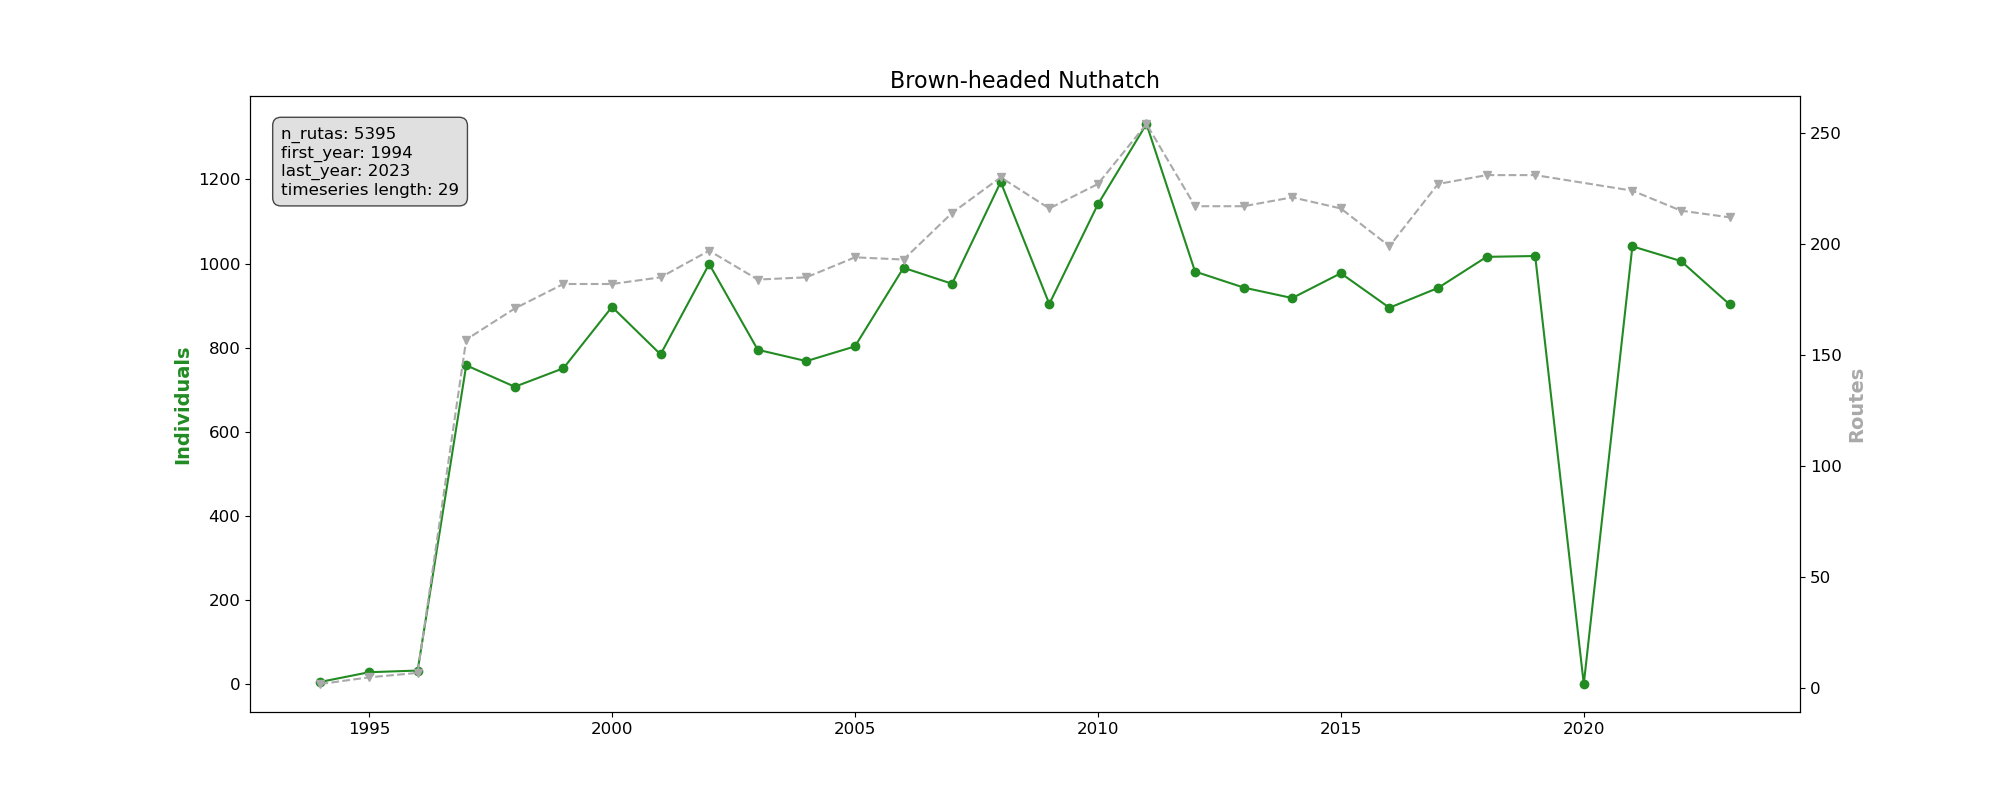 Brown-headed Nuthatch
n_rutas: 5395
first_year: 1994
last_year: 2023
timeseries length: 29
1200
1000
800
600
400
200
0
Individuals
250
200
150
100
50
0
Routes
1995
2000
2005
2010
2015
2020